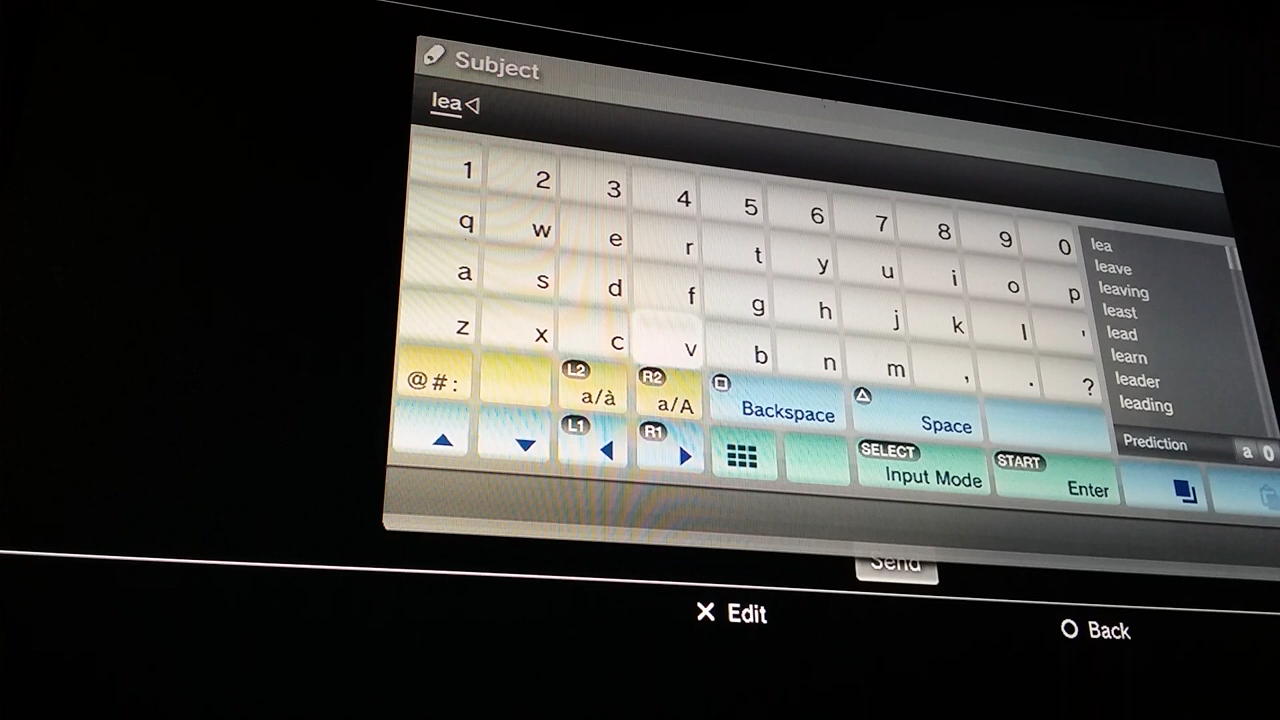 Subject
lea
1 2 3 4 5 6 7 8 9 0
q w e r t y u i o p
a s d f g h j k l '
z x c v b n m , . ?
@#: L2 a/à R2 a/A Backspace Space
L1 R1 SELECT Input Mode START Enter
lea
leave
leaving
least
lead
learn
leader
leading
Prediction a 0
Send
X Edit
O Back